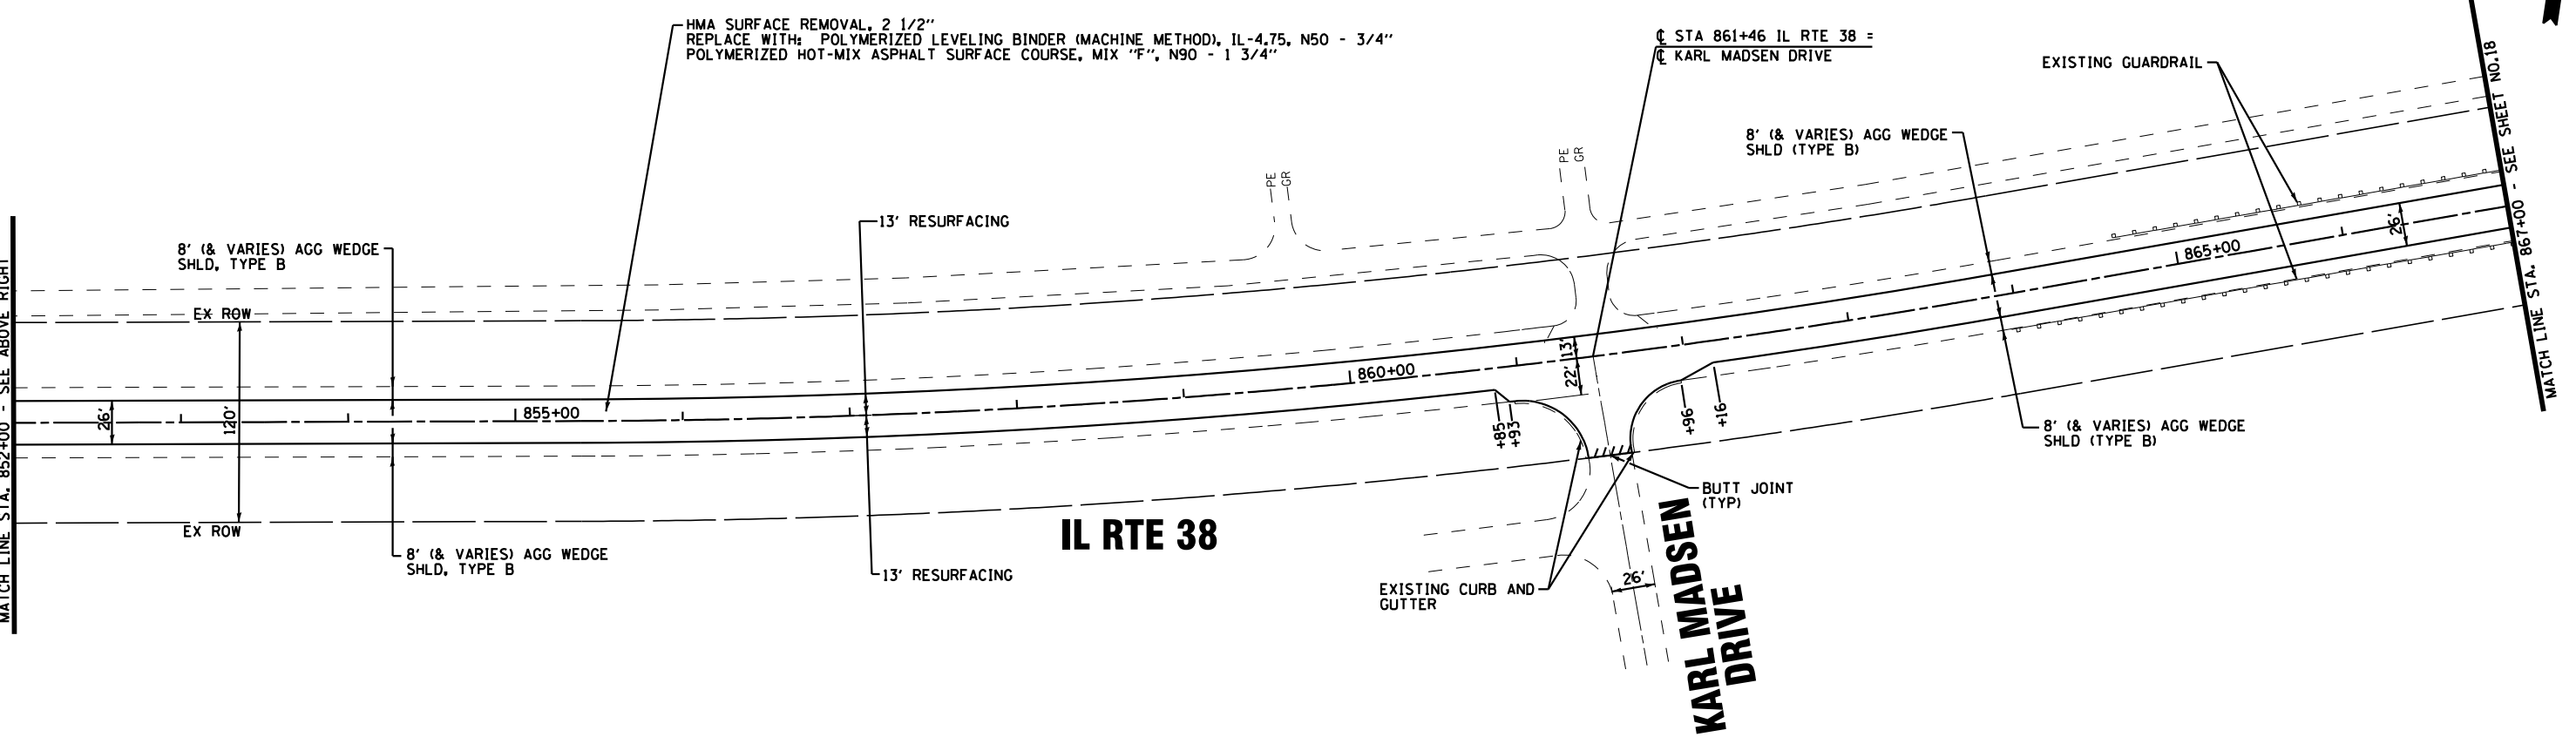 HMA SURFACE REMOVAL, 2 1/2"
REPLACE WITH: POLYMERIZED LEVELING BINDER (MACHINE METHOD), IL-4.75, N50 - 3/4"
POLYMERIZED HOT-MIX ASPHALT SURFACE COURSE, MIX "F", N90 - 1 3/4"
℄ STA 861+46 IL RTE 38 =
℄ KARL MADSEN DRIVE
EXISTING GUARDRAIL
MATCH LINE STA. 867+00 - SEE SHEET NO.18
8' (& VARIES) AGG WEDGE
SHLD (TYPE B)
PE
GR
PE
GR
13' RESURFACING
8' (& VARIES) AGG WEDGE
SHLD, TYPE B
MATCH LINE STA. 852+00 - SEE ABOVE RIGHT
EX ROW
26'
120'
855+00
860+00
13'
22'
865+00
26'
+85
+93
+96
+16
8' (& VARIES) AGG WEDGE
SHLD (TYPE B)
BUTT JOINT
(TYP)
EX ROW
IL RTE 38
8' (& VARIES) AGG WEDGE
SHLD, TYPE B
13' RESURFACING
EXISTING CURB AND
GUTTER
26'
KARL MADSEN
DRIVE